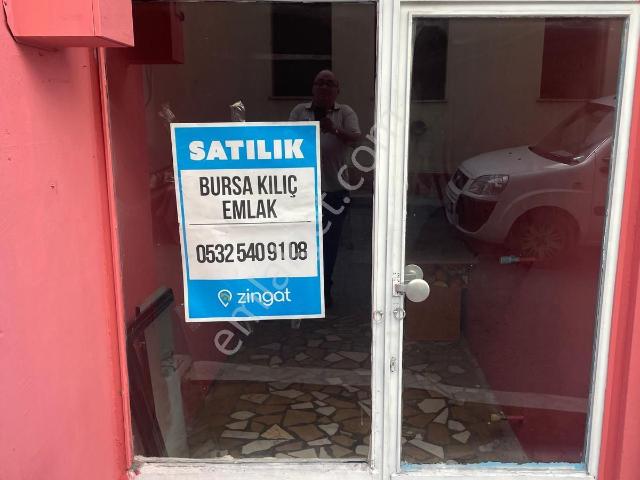 SATILIK
BURSA KILIÇ
EMLAK
0532 540 91 08
zingat
emlakjet.com